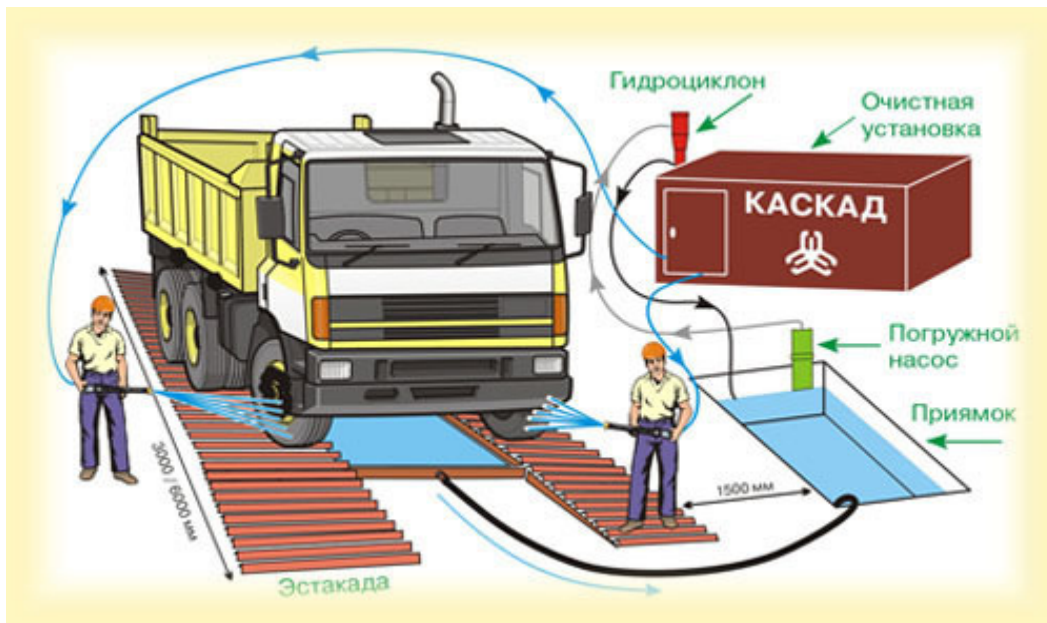 Гидроциклон
Очистная
установка
КАСКАД
Погружной
насос
Приямок
1500 мм
3000 / 6000 мм
Эстакада